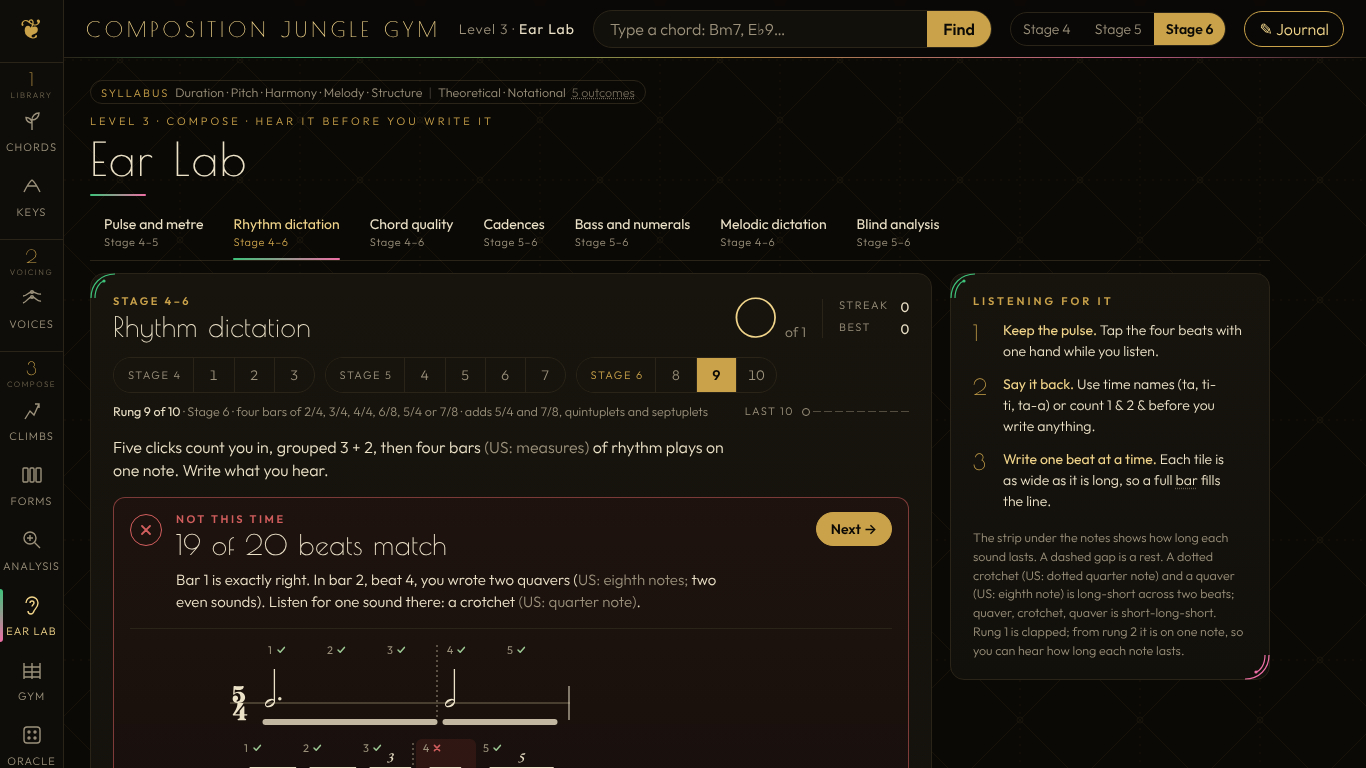 COMPOSITION JUNGLE GYM
Level 3 · Ear Lab
Type a chord: Bm7, E♭9...
Find
Stage 4 Stage 5 Stage 6
✎ Journal
1
LIBRARY
CHORDS
KEYS
2
VOICING
VOICES
3
COMPOSE
CLIMBS
FORMS
ANALYSIS
EAR LAB
GYM
ORACLE
SYLLABUS Duration · Pitch · Harmony · Melody · Structure | Theoretical · Notational 5 outcomes
LEVEL 3 · COMPOSE · HEAR IT BEFORE YOU WRITE IT
Ear Lab
Pulse and metre
Stage 4–5
Rhythm dictation
Stage 4–6
Chord quality
Stage 4–6
Cadences
Stage 5–6
Bass and numerals
Stage 5–6
Melodic dictation
Stage 4–6
Blind analysis
Stage 5–6
STAGE 4–6
Rhythm dictation
of 1
STREAK 0
BEST 0
STAGE 4 1 2 3
STAGE 5 4 5 6 7
STAGE 6 8 9 10
Rung 9 of 10 · Stage 6 · four bars of 2/4, 3/4, 4/4, 6/8, 5/4 or 7/8 · adds 5/4 and 7/8, quintuplets and septuplets
LAST 10
Five clicks count you in, grouped 3 + 2, then four bars (US: measures) of rhythm plays on
one note. Write what you hear.
NOT THIS TIME
19 of 20 beats match
Next →
Bar 1 is exactly right. In bar 2, beat 4, you wrote two quavers (US: eighth notes; two
even sounds). Listen for one sound there: a crotchet (US: quarter note).
1 ✓ 2 ✓ 3 ✓ 4 ✓ 5 ✓
5
4
1 ✓ 2 ✓ 3 ✓ 4 ✗ 5 ✓
3 5
LISTENING FOR IT
1 Keep the pulse. Tap the four beats with
one hand while you listen.
2 Say it back. Use time names (ta, ti-
ti, ta-a) or count 1 & 2 & before you
write anything.
3 Write one beat at a time. Each tile is
as wide as it is long, so a full bar fills
the line.
The strip under the notes shows how long each
sound lasts. A dashed gap is a rest. A dotted
crotchet (US: dotted quarter note) and a quaver
(US: eighth note) is long-short across two beats;
quaver, crotchet, quaver is short-long-short.
Rung 1 is clapped; from rung 2 it is on one note, so
you can hear how long each note lasts.